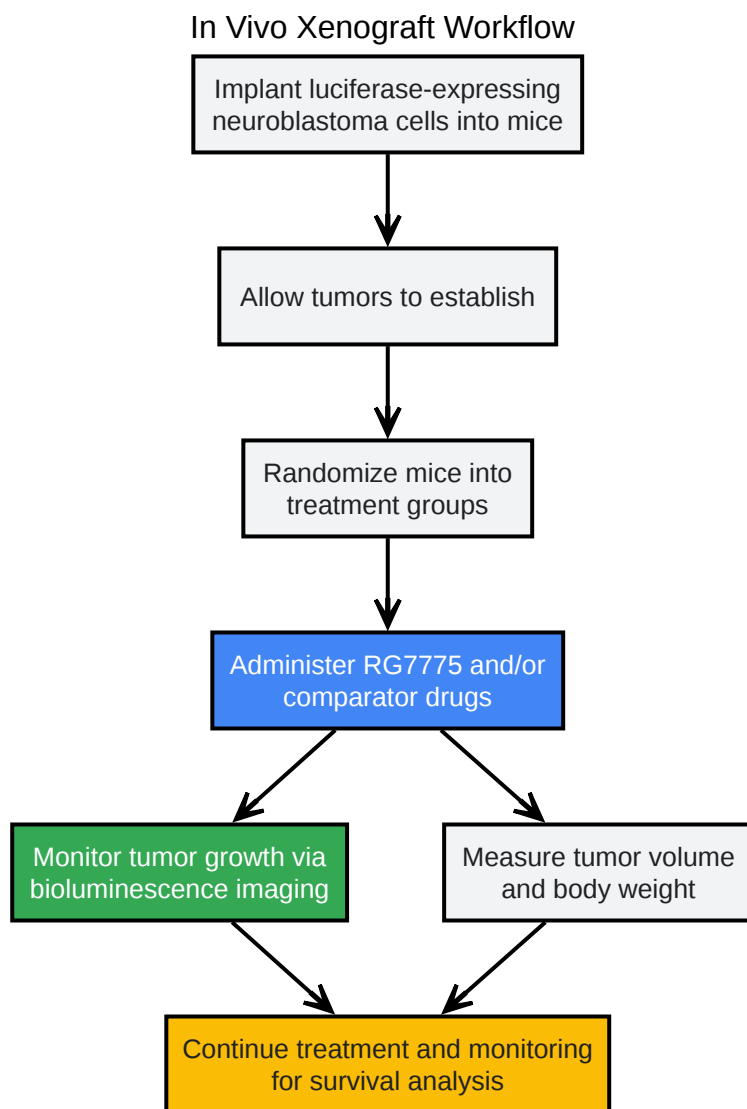 In Vivo Xenograft Workflow
Implant luciferase-expressing
neuroblastoma cells into mice
Allow tumors to establish
Randomize mice into
treatment groups
Administer RG7775 and/or
comparator drugs
Monitor tumor growth via
bioluminescence imaging
Measure tumor volume
and body weight
Continue treatment and monitoring
for survival analysis